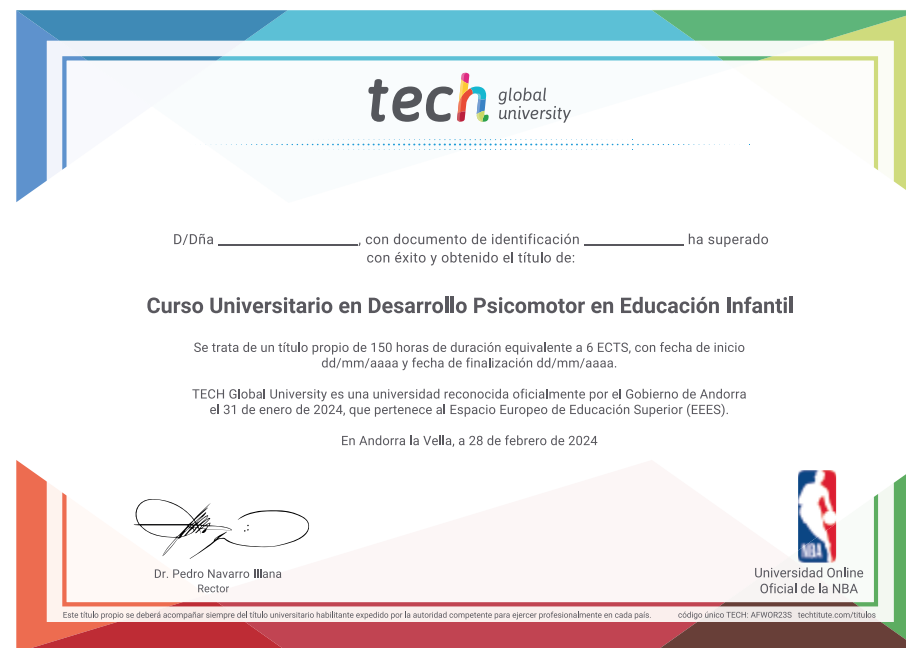 tech global university
D/Dña ____________, con documento de identificación ____________ ha superado
con éxito y obtenido el título de:
Curso Universitario en Desarrollo Psicomotor en Educación Infantil
Se trata de un título propio de 150 horas de duración equivalente a 6 ECTS, con fecha de inicio
dd/mm/aaaa y fecha de finalización dd/mm/aaaa.
TECH Global University es una universidad reconocida oficialmente por el Gobierno de Andorra
el 31 de enero de 2024, que pertenece al Espacio Europeo de Educación Superior (EEES).
En Andorra la Vella, a 28 de febrero de 2024
NBA
Dr. Pedro Navarro Illana
Rector
Universidad Online
Oficial de la NBA
Este título propio se deberá acompañar siempre del título universitario habilitante expedido por la autoridad competente para ejercer profesionalmente en cada país.
código único TECH: AFWOR23S techtitute.com/titulos